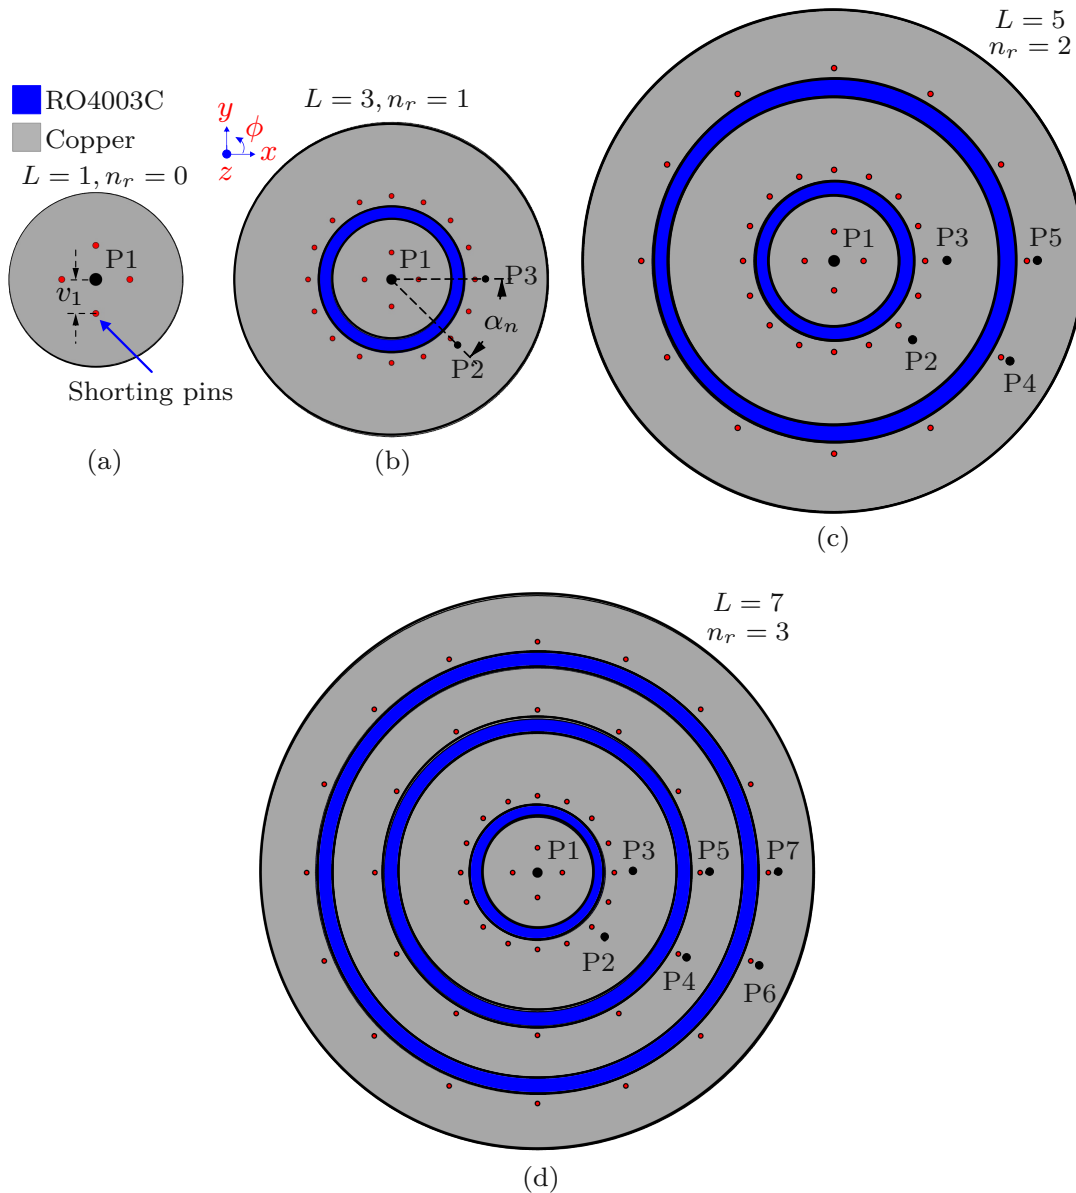 RO4003C
Copper
L = 1, n_r = 0
P1
v_1
Shorting pins
(a)
y
ϕ
x
z
L = 3, n_r = 1
P1
P3
α_n
P2
(b)
L = 5
n_r = 2
P1
P3
P5
P2
P4
(c)
L = 7
n_r = 3
P1
P3
P5
P7
P2
P4
P6
(d)